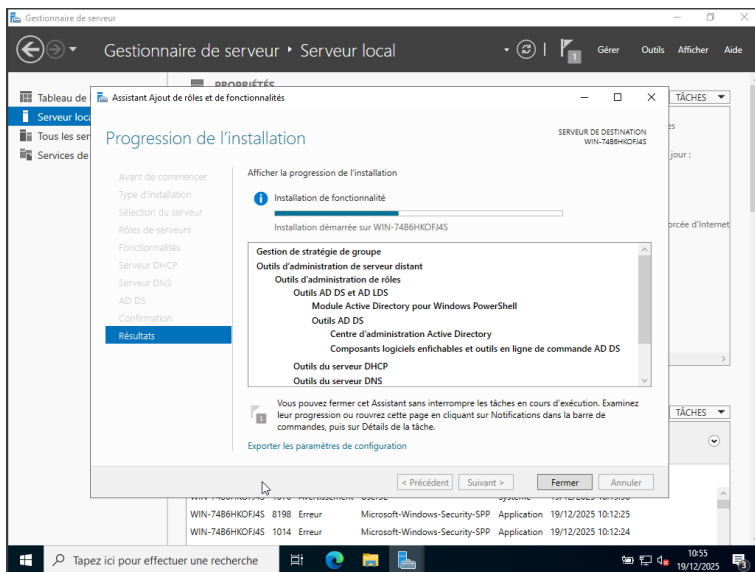 Gestionnaire de serveur
Gestionnaire de serveur
Serveur local
1
Gérer
Outils
Afficher
Aide
PROPRIÉTÉS
Tableau de
Serveur loca
Tous les ser
Services de
TÂCHES
es
jour :
orcée d'Internet
Assistant Ajout de rôles et de fonctionnalités
Progression de l'installation
SERVEUR DE DESTINATION
WIN-74B6HKOFJ4S
Avant de commencer
Type d'installation
Sélection du serveur
Rôles de serveurs
Fonctionnalités
Serveur DHCP
Serveur DNS
AD DS
Confirmation
Résultats
Afficher la progression de l'installation
Installation de fonctionnalité
Installation démarrée sur WIN-74B6HKOFJ4S
Gestion de stratégie de groupe
Outils d'administration de serveur distant
Outils d'administration de rôles
Outils AD DS et AD LDS
Module Active Directory pour Windows PowerShell
Outils AD DS
Centre d'administration Active Directory
Composants logiciels enfichables et outils en ligne de commande AD DS
Outils du serveur DHCP
Outils du serveur DNS
1
Vous pouvez fermer cet Assistant sans interrompre les tâches en cours d'exécution. Examinez
leur progression ou rouvrez cette page en cliquant sur Notifications dans la barre de
commandes, puis sur Détails de la tâche.
Exporter les paramètres de configuration
< Précédent
Suivant >
Fermer
Annuler
TÂCHES
WIN-74B6HKOFJ4S 8198 Erreur Microsoft-Windows-Security-SPP Application 19/12/2025 10:12:25
WIN-74B6HKOFJ4S 1014 Erreur Microsoft-Windows-Security-SPP Application 19/12/2025 10:12:24
Tapez ici pour effectuer une recherche
10:55
19/12/2025
3